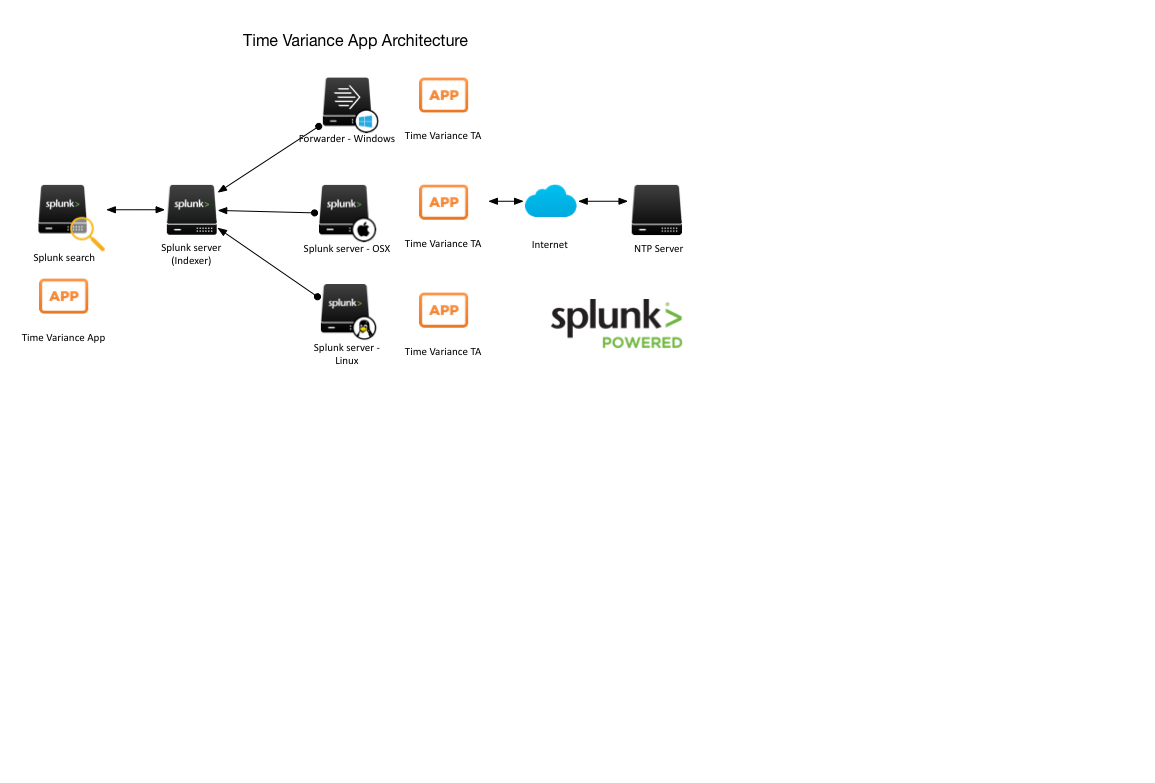 Time Variance App Architecture
APP
Forwarder - Windows
Time Variance TA
splunk>
splunk>
splunk>
APP
Splunk search
Splunk server
(Indexer)
Splunk server - OSX
Time Variance TA
Internet
NTP Server
APP
Time Variance App
splunk>
APP
Splunk server -
Linux
Time Variance TA
splunk>
POWERED